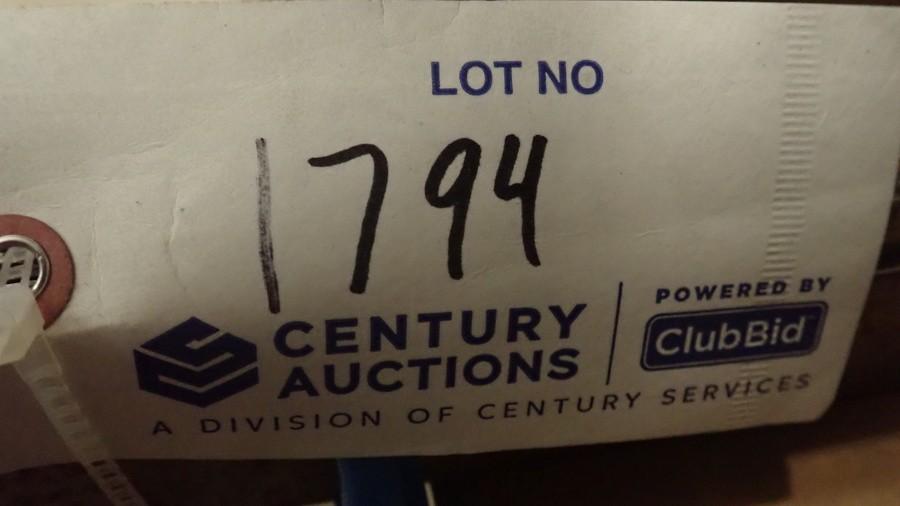 LOT NO
1794
CENTURY AUCTIONS
A DIVISION OF CENTURY SERVICES
POWERED BY
ClubBid